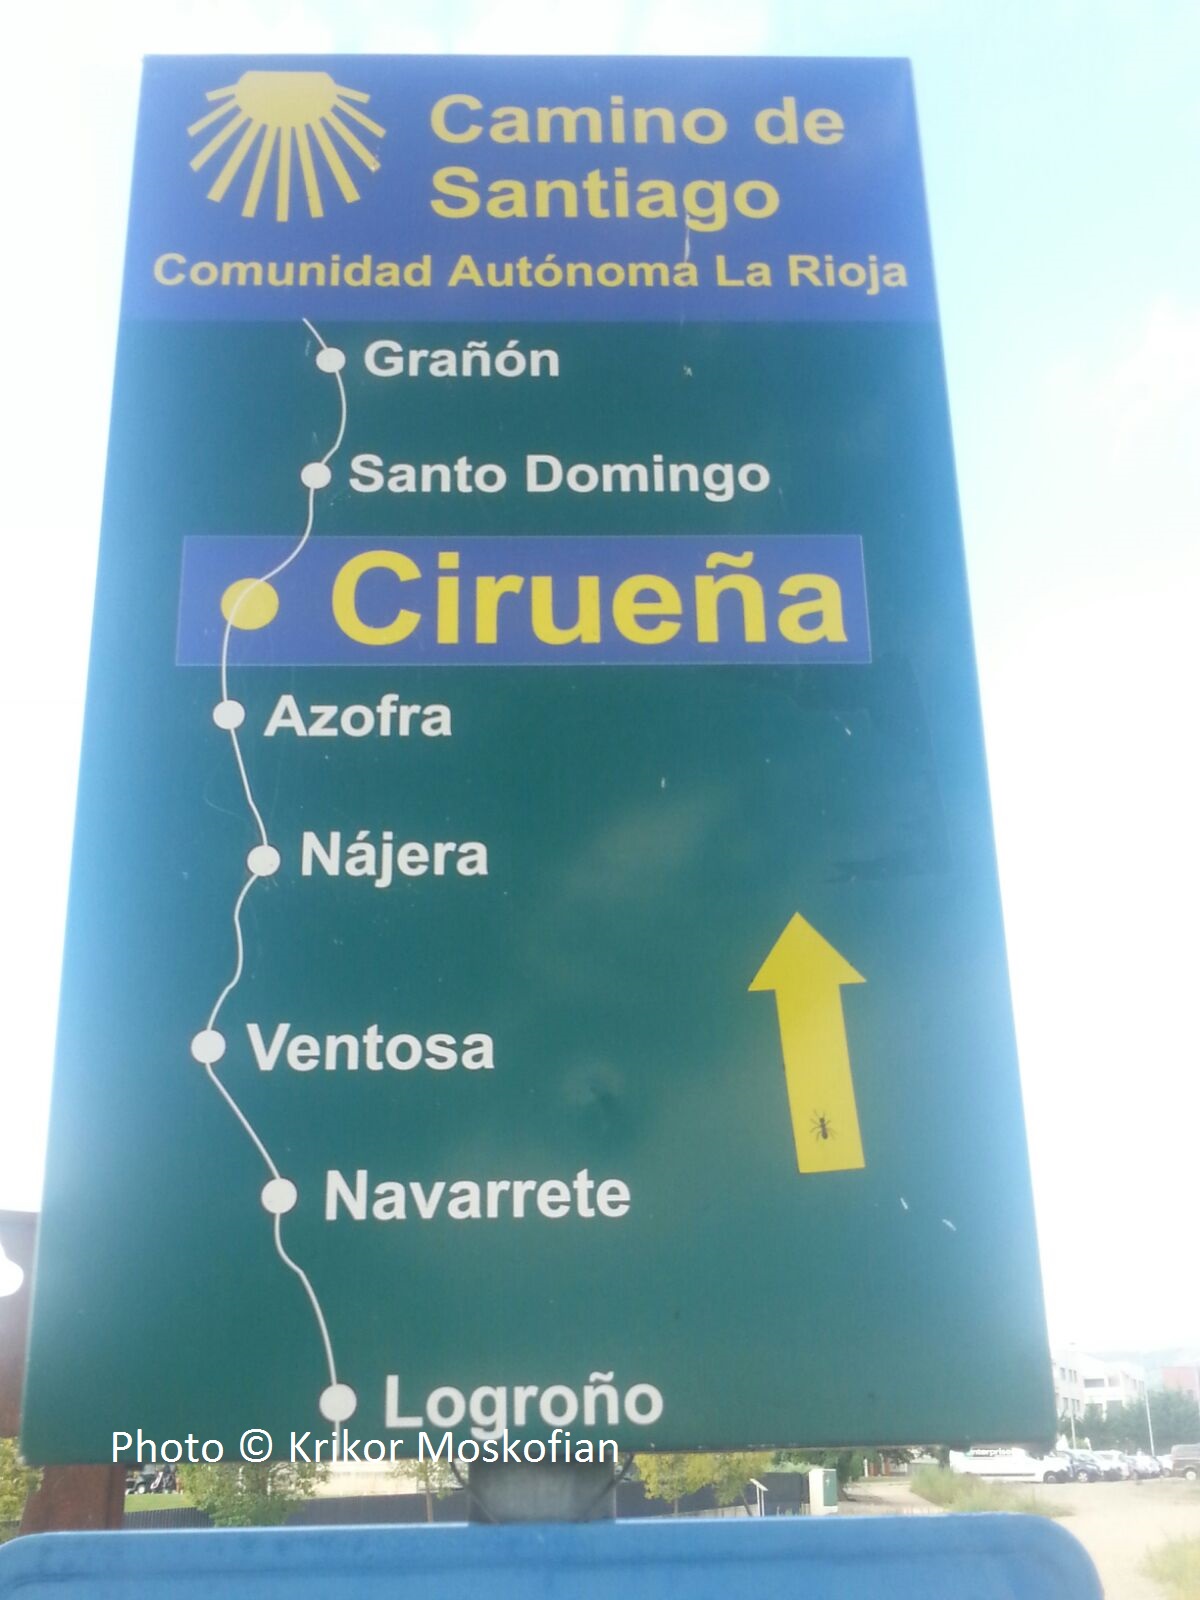 Camino de
Santiago
Comunidad Autónoma La Rioja
Grañón
Santo Domingo
Cirueña
Azofra
Nájera
Ventosa
Navarrete
Logroño
Photo © Krikor Moskofian